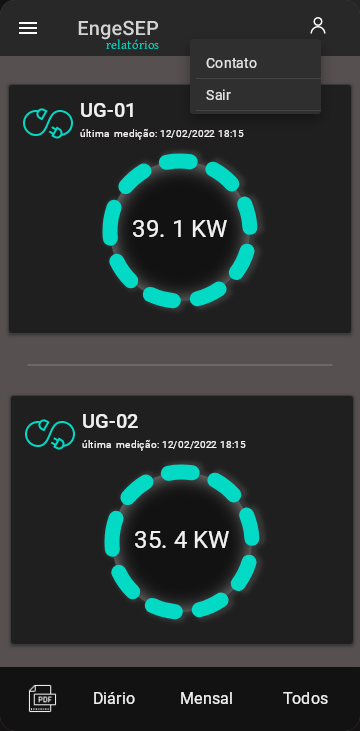 EngeSEP
relatórios
Contato
Sair
UG-01
última medição: 12/02/2022 18:15
39. 1 KW
UG-02
última medição: 12/02/2022 18:15
35. 4 KW
PDF
Diário
Mensal
Todos